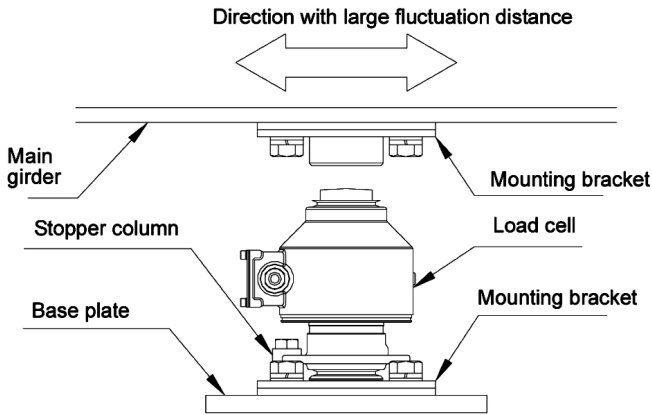 Direction with large fluctuation distance
Main
girder
Mounting bracket
Stopper column
Load cell
Base plate
Mounting bracket